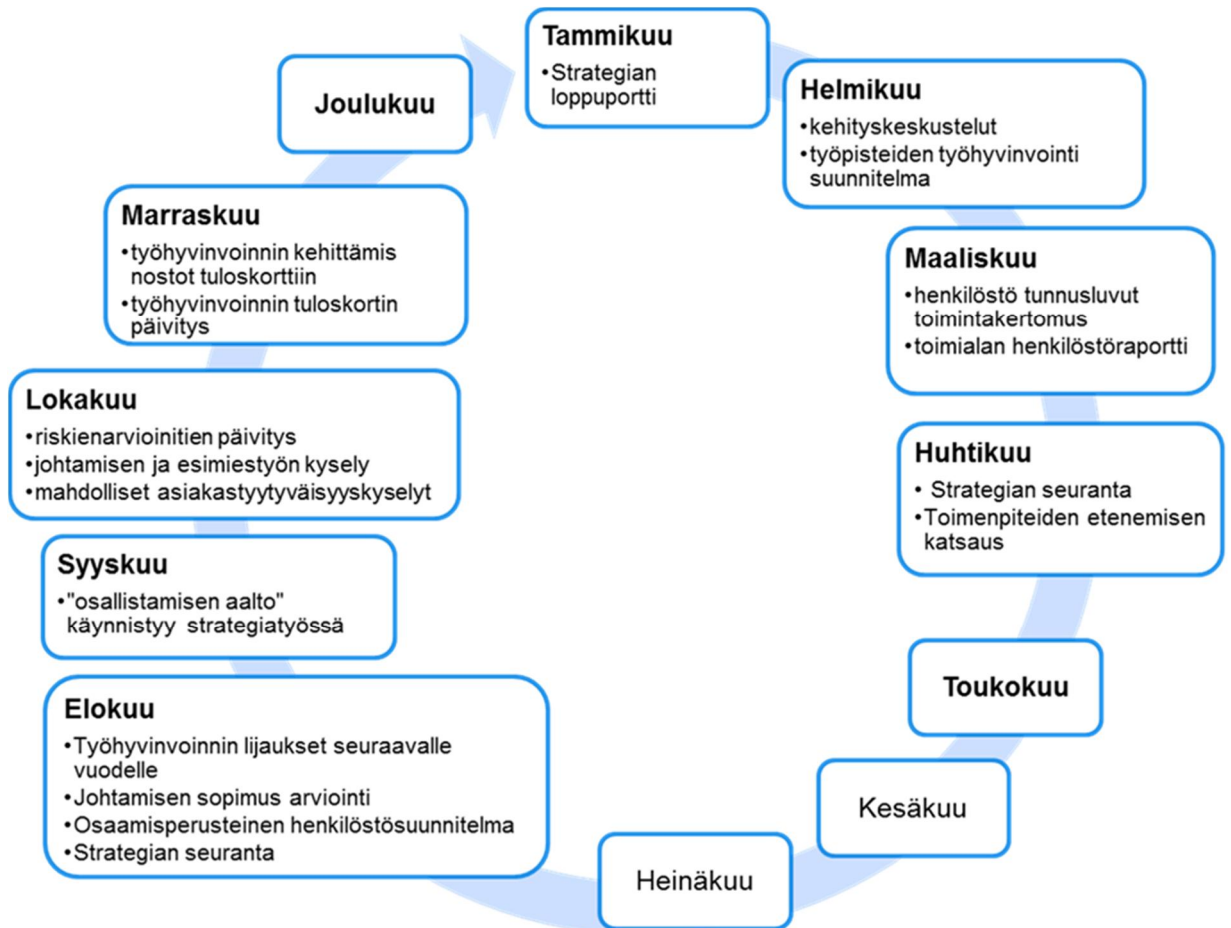 Tammikuu
•Strategian
loppuportti
Helmikuu
•kehityskeskustelut
•työpisteiden työhyvinvointi
suunnitelma
Maaliskuu
•henkilöstö tunnusluvut
toimintakertomus
•toimialan henkilöstöraportti
Huhtikuu
• Strategian seuranta
•Toimenpiteiden etenemisen
katsaus
Toukokuu
Kesäkuu
Heinäkuu
Elokuu
•Työhyvinvoinnin lijaukset seuraavalle
vuodelle
•Johtamisen sopimus arviointi
•Osaamisperusteinen henkilöstösuunnitelma
•Strategian seuranta
Syyskuu
•"osallistamisen aalto"
käynnistyy strategiatyössä
Lokakuu
•riskienarvioinitien päivitys
•johtamisen ja esimiestyön kysely
•mahdolliset asiakastyytyväisyyskyselyt
Marraskuu
•työhyvinvoinnin kehittämis
nostot tuloskorttiin
•työhyvinvoinnin tuloskortin
päivitys
Joulukuu